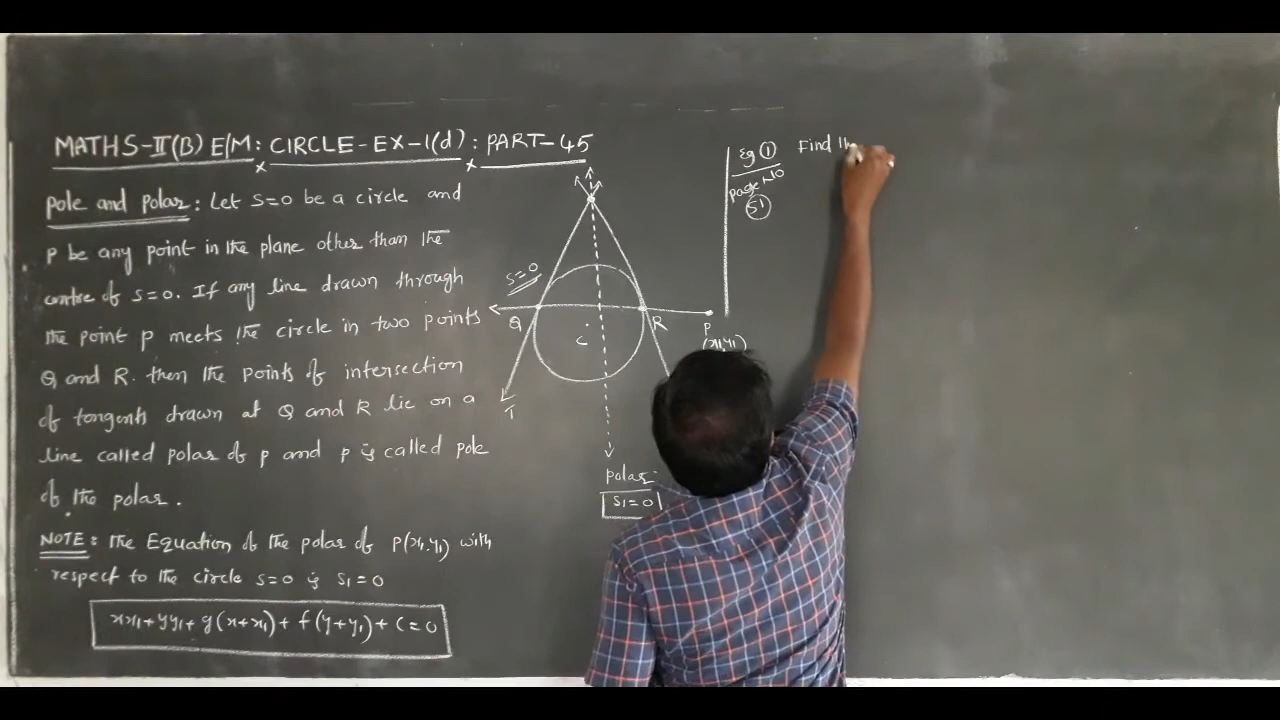 MATHS-II(B) E/M: CIRCLE-EX-1(d): PART-45
Pole and Polar: Let S=0 be a circle and
P be any point in the plane other than the
centre of S=0. If any line drawn through
the point P meets the circle in two points
Q and R. then the points of intersection
of tangents drawn at Q and R lie on a
line called polar of P and P is called pole
of the polar.
NOTE: The Equation of the polar of P(x1,y1) with
respect to the circle S=0 is S1=0
xx1+yy1+g(x+x1)+f(y+y1)+c=0
S=0
Q
R
P
(x1,y1)
C
T
polar
S1=0
Eg 1
Page NO
51
Find the